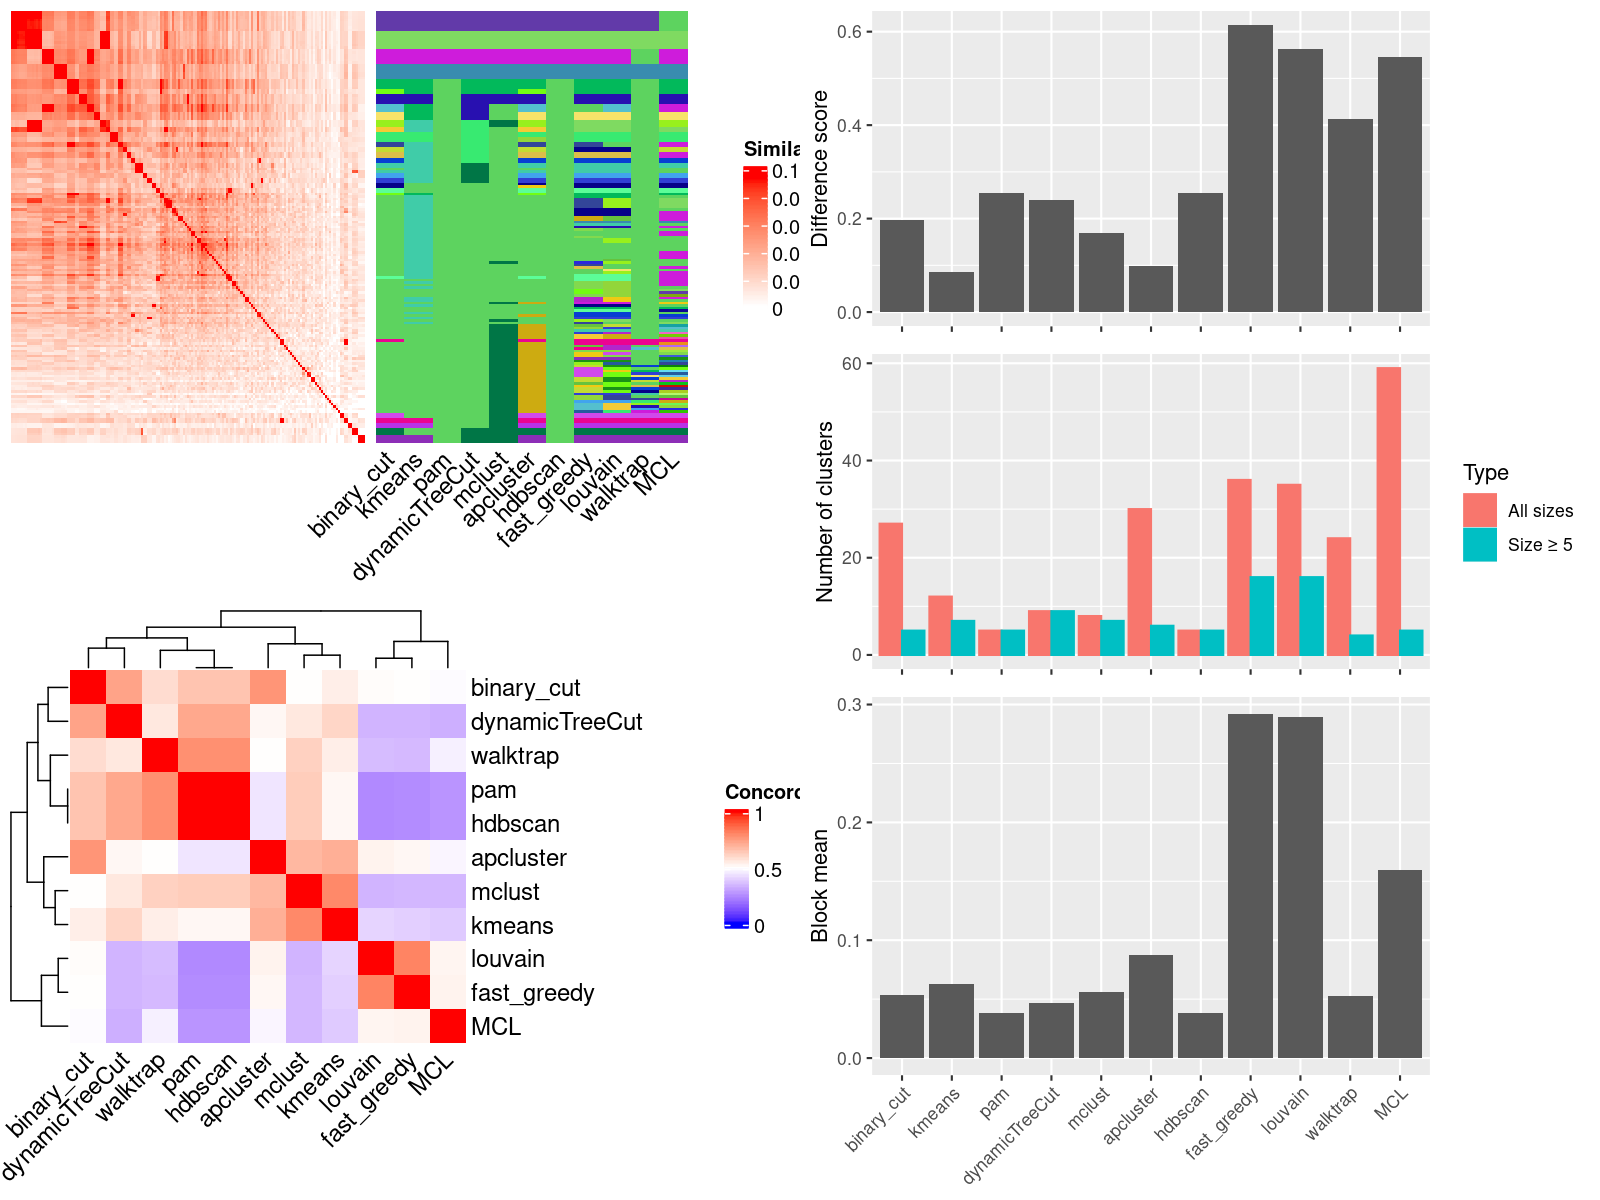 Simila
0.1
0.0
0.0
0.0
0
binary_cut
kmeans
pam
dynamicTreeCut
mclust
apcluster
hdbscan
fast_greedy
louvain
walktrap
MCL
binary_cut
dynamicTreeCut
walktrap
pam
hdbscan
apcluster
mclust
kmeans
louvain
fast_greedy
MCL
binary_cut
dynamicTreeCut
walktrap
pam
hdbscan
apcluster
mclust
kmeans
louvain
fast_greedy
MCL
Concord
1
0.5
0
Difference score
0.6
0.4
0.2
0.0
Number of clusters
60
40
20
0
Type
All sizes
Size ≥ 5
Block mean
0.3
0.2
0.1
0.0
binary_cut
kmeans
pam
dynamicTreeCut
mclust
apcluster
hdbscan
fast_greedy
louvain
walktrap
MCL